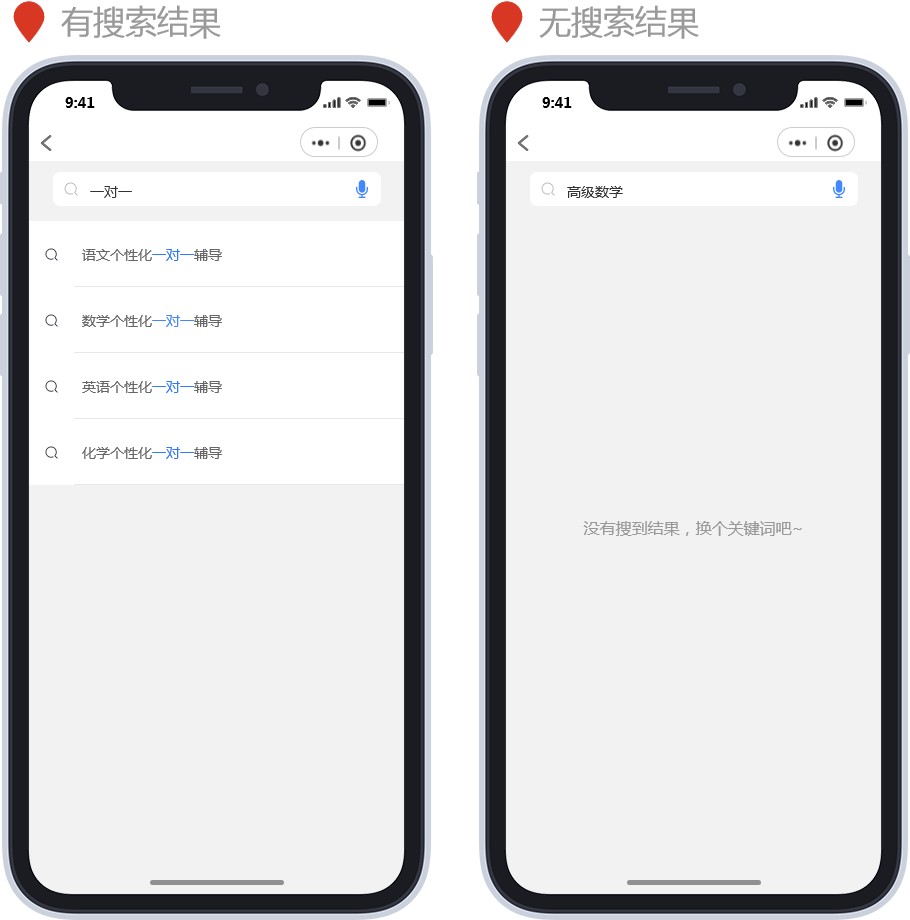 有搜索结果
9:41
一对一
语文个性化一对一辅导
数学个性化一对一辅导
英语个性化一对一辅导
化学个性化一对一辅导
无搜索结果
9:41
高级数学
没有搜到结果，换个关键词吧~